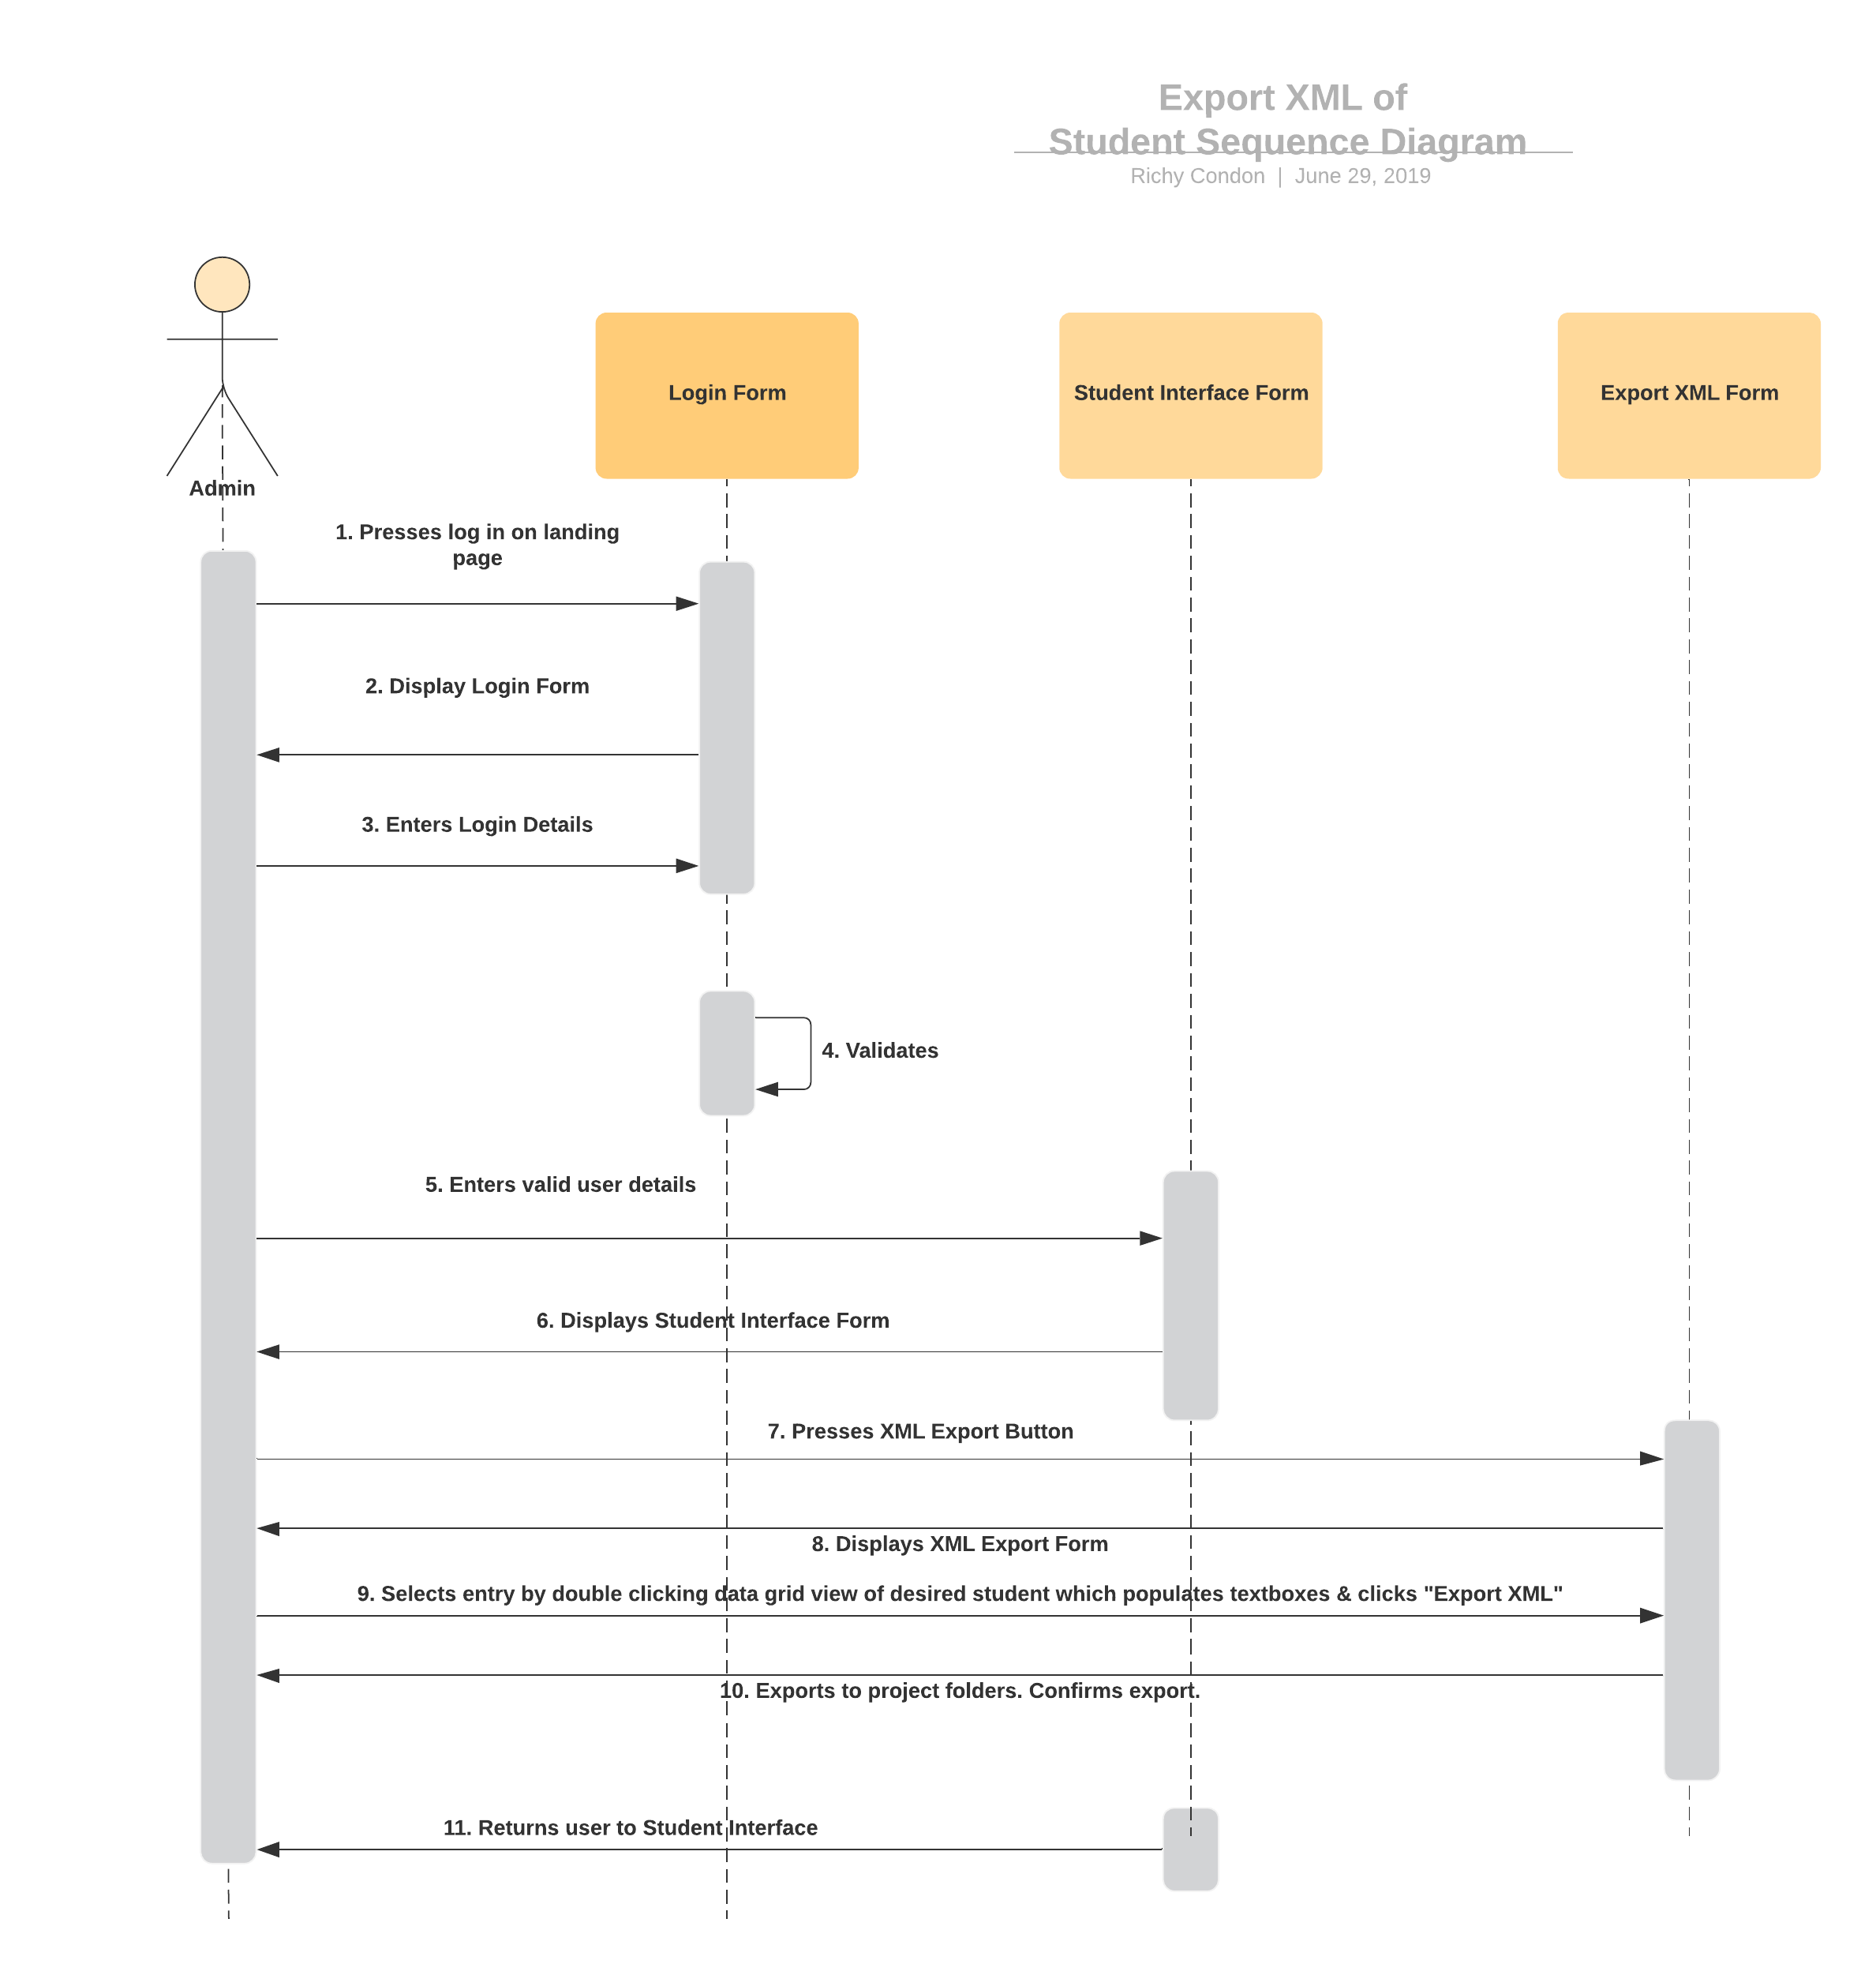 Export XML of
Student Sequence Diagram
Richy Condon | June 29, 2019
Login Form
Student Interface Form
Export XML Form
Admin
1. Presses log in on landing
page
2. Display Login Form
3. Enters Login Details
4. Validates
5. Enters valid user details
6. Displays Student Interface Form
7. Presses XML Export Button
8. Displays XML Export Form
9. Selects entry by double clicking data grid view of desired student which populates textboxes & clicks "Export XML"
10. Exports to project folders. Confirms export.
11. Returns user to Student Interface